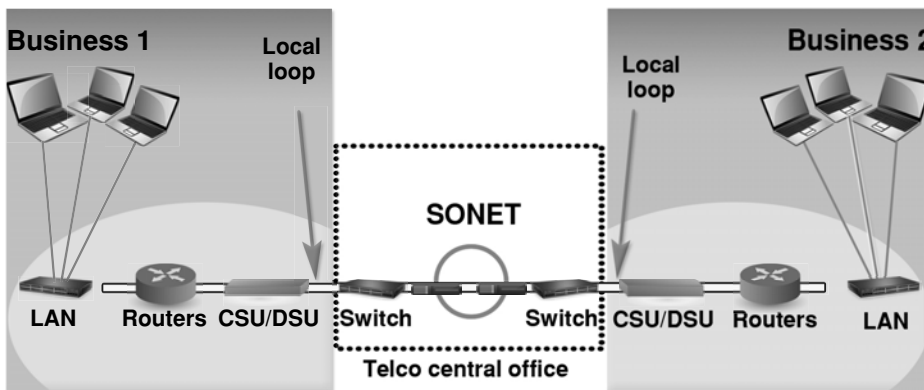 Business 1
Local
loop
Business 2
Local
loop
SONET
LAN
Routers
CSU/DSU
Switch
Switch
CSU/DSU
Routers
LAN
Telco central office